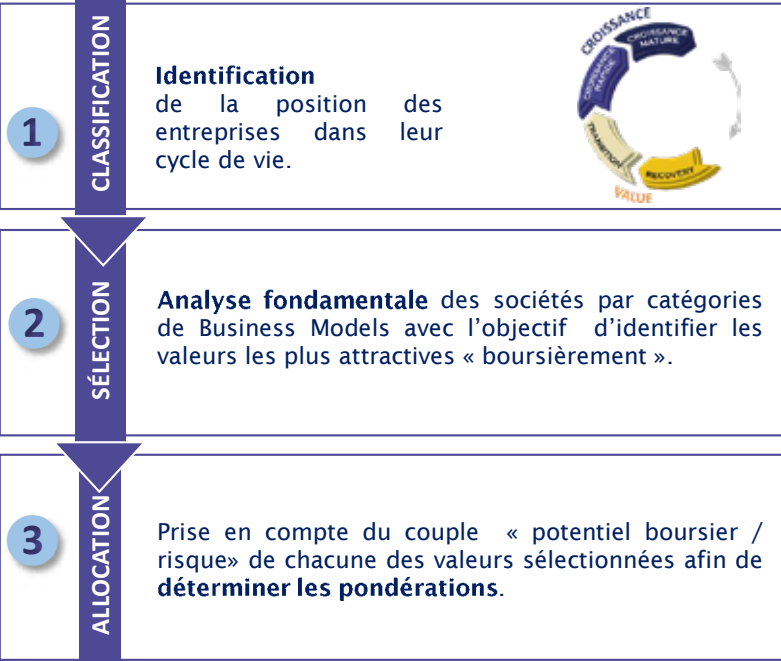 1
CLASSIFICATION
Identification
de la position des
entreprises dans leur
cycle de vie.
CROISSANCE
CROISSANCE
MATURE
CROISSANCE
RAPIDE
TRANSITION
RECOVERY
VALUE
2
SÉLECTION
Analyse fondamentale des sociétés par catégories
de Business Models avec l’objectif d’identifier les
valeurs les plus attractives « boursièrement ».
3
ALLOCATION
Prise en compte du couple « potentiel boursier /
risque» de chacune des valeurs sélectionnées afin de
déterminer les pondérations.